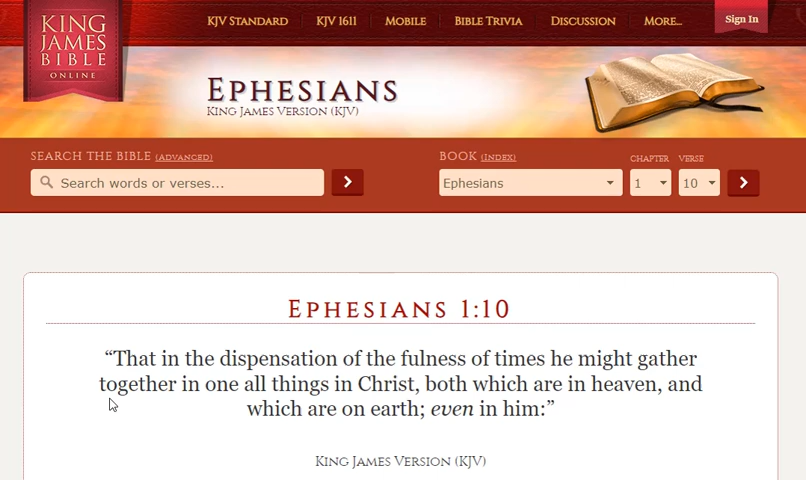 KING
JAMES
BIBLE
ONLINE
KJV STANDARD KJV 1611 MOBILE BIBLE TRIVIA DISCUSSION MORE... Sign In
EPHESIANS
KING JAMES VERSION (KJV)
SEARCH THE BIBLE (ADVANCED) BOOK (INDEX) CHAPTER VERSE
Search words or verses... Ephesians 1 10
EPHESIANS 1:10
“That in the dispensation of the fulness of times he might gather
together in one all things in Christ, both which are in heaven, and
which are on earth; even in him:”
KING JAMES VERSION (KJV)